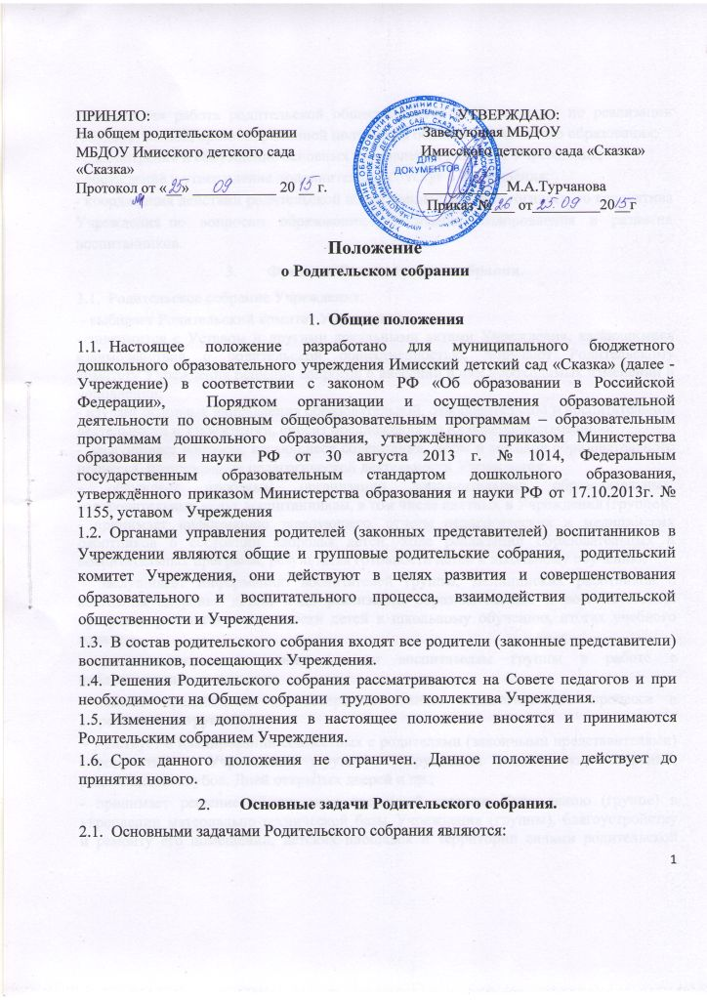 ПРИНЯТО:
На общем родительском собрании
МБДОУ Имисского детского сада
«Сказка»
Протокол от «25» 09 20 15 г.
УТВЕРЖДАЮ:
Заведующая МБДОУ
Имисского детского сада «Сказка»
М.А.Турчанова
Приказ № 26 от 25.09 2015 г
ДЛЯ
ДОКУМЕНТОВ
Положение
о Родительском собрании
1. Общие положения
1.1. Настоящее положение разработано для муниципального бюджетного
дошкольного образовательного учреждения Имисский детский сад «Сказка» (далее -
Учреждение) в соответствии с законом РФ «Об образовании в Российской
Федерации», Порядком организации и осуществления образовательной
деятельности по основным общеобразовательным программам – образовательным
программам дошкольного образования, утверждённого приказом Министерства
образования и науки РФ от 30 августа 2013 г. № 1014, Федеральным
государственным образовательным стандартом дошкольного образования,
утверждённого приказом Министерства образования и науки РФ от 17.10.2013г. №
1155, уставом Учреждения
1.2. Органами управления родителей (законных представителей) воспитанников в
Учреждении являются общие и групповые родительские собрания, родительский
комитет Учреждения, они действуют в целях развития и совершенствования
образовательного и воспитательного процесса, взаимодействия родительской
общественности и Учреждения.
1.3. В состав родительского собрания входят все родители (законные представители)
воспитанников, посещающих Учреждения.
1.4. Решения Родительского собрания рассматриваются на Совете педагогов и при
необходимости на Общем собрании трудового коллектива Учреждения.
1.5. Изменения и дополнения в настоящее положение вносятся и принимаются
Родительским собранием Учреждения.
1.6. Срок данного положения не ограничен. Данное положение действует до
принятия нового.
2. Основные задачи Родительского собрания.
2.1. Основными задачами Родительского собрания являются:
1